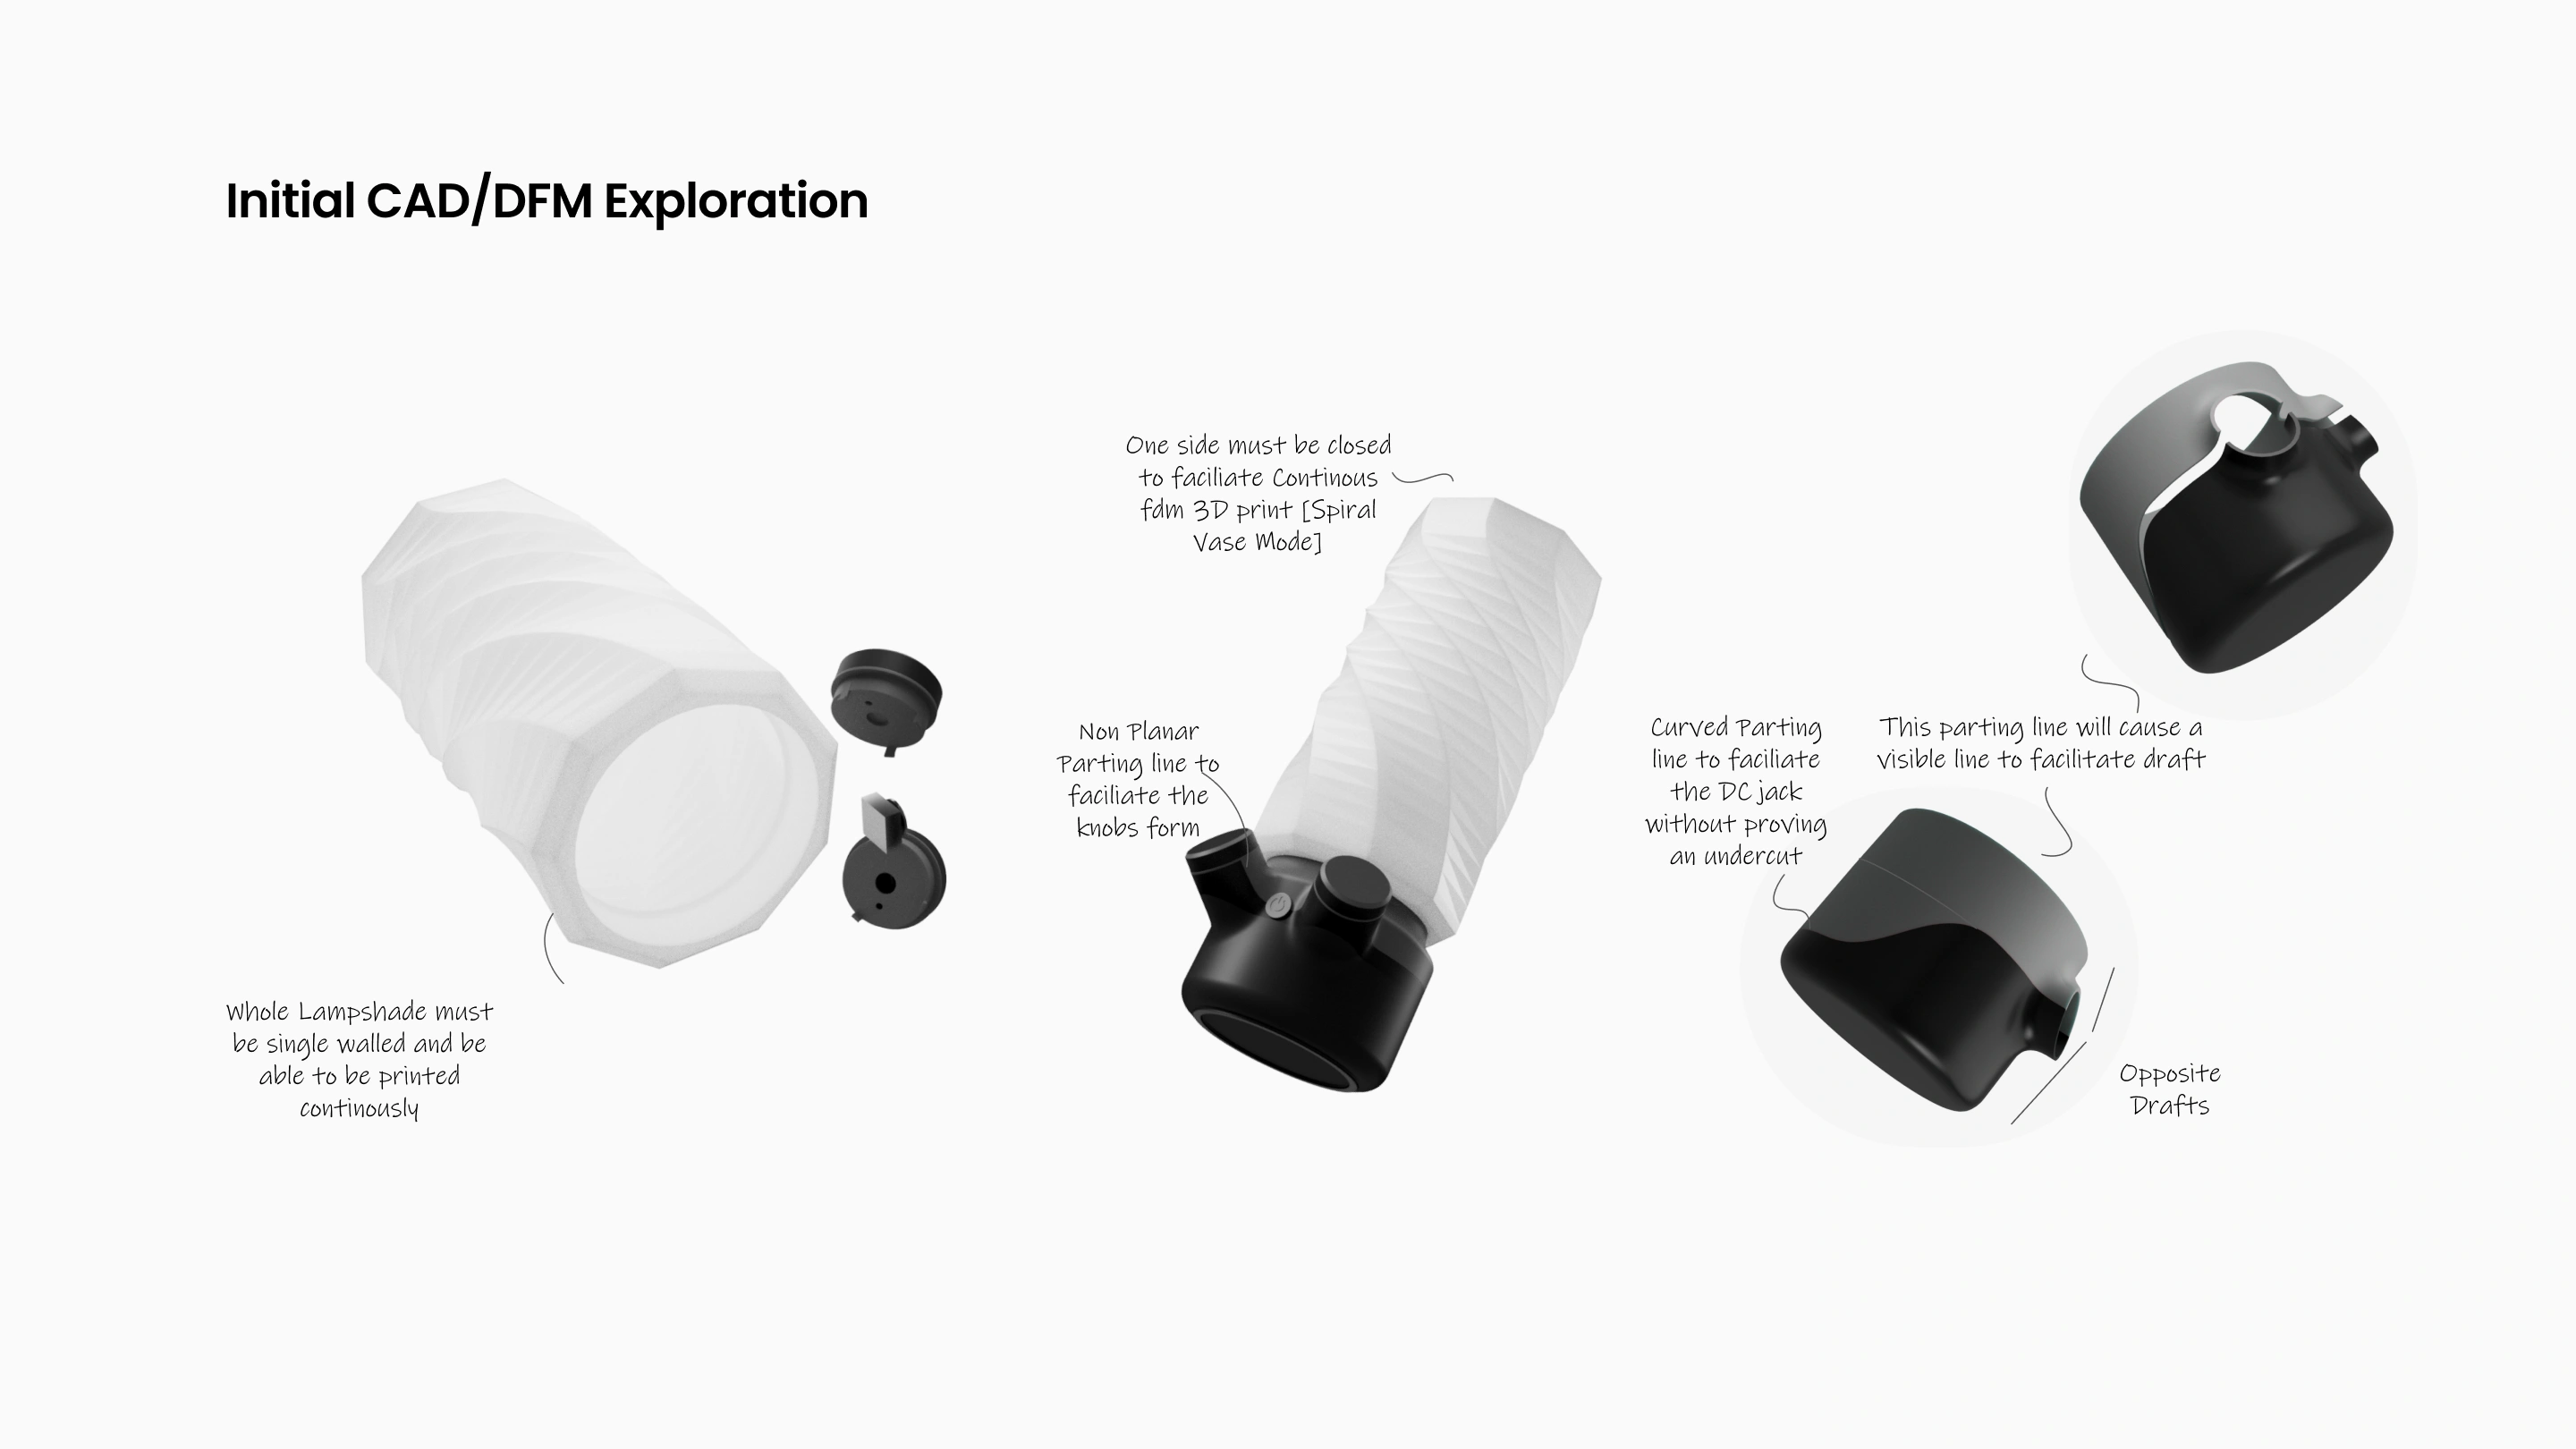 Initial CAD/DFM Exploration
One side must be closed
to faciliate Continous
fdm 3D print [Spiral
Vase Mode]
Non Planar
Parting line to
faciliate the
knobs form
Curved Parting
line to faciliate
the DC jack
without proving
an undercut
This parting line will cause a
visible line to facilitate draft
Whole Lampshade must
be single walled and be
able to be printed
continously
Opposite
Drafts